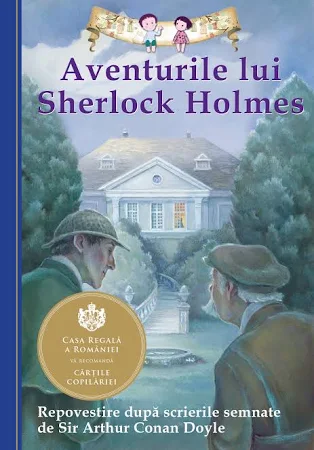 Aventurile lui
Sherlock Holmes
CASA REGALĂ
A ROMÂNIEI
VĂ RECOMANDĂ
CĂRȚILE
COPILĂRIEI
Repovestire după scrierile semnate
de Sir Arthur Conan Doyle